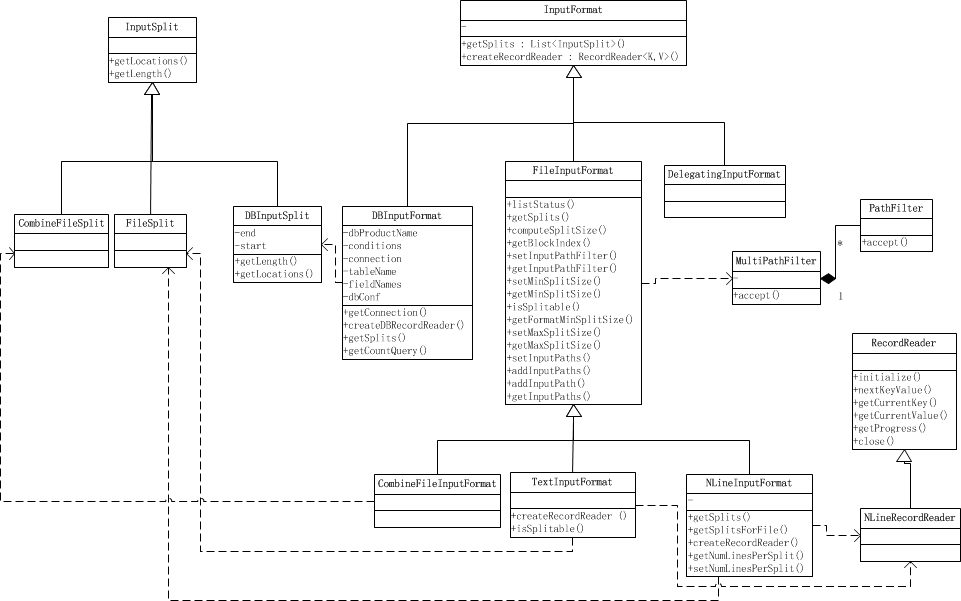 InputFormat
-
+getSplits : List<InputSplit>()
+createRecordReader : RecordReader<K,V>()
InputSplit
+getLocations()
+getLength()
FileInputFormat
+listStatus()
+getSplits()
+computeSplitSize()
+getBlockIndex()
+setInputPathFilter()
+getInputPathFilter()
+setMinSplitSize()
+getMinSplitSize()
+isSplitable()
+getFormatMinSplitSize()
+setMaxSplitSize()
+getMaxSplitSize()
+setInputPaths()
+addInputPaths()
+addInputPath()
+getInputPaths()
DelegatingInputFormat
CombineFileSplit
FileSplit
DBInputSplit
-end
-start
+getLength()
+getLocations()
DBInputFormat
-dbProductName
-conditions
-connection
-tableName
-fieldNames
-dbConf
+getConnection()
+createDBRecordReader()
+getSplits()
+getCountQuery()
PathFilter
+accept()
*
MultiPathFilter
-
+accept()
1
RecordReader
+initialize()
+nextKeyValue()
+getCurrentKey()
+getCurrentValue()
+getProgress()
+close()
CombineFileInputFormat
TextInputFormat
+createRecordReader ()
+isSplitable()
NLineInputFormat
-
+getSplits()
+getSplitsForFile()
+createRecordReader()
+getNumLinesPerSplit()
+setNumLinesPerSplit()
NLineRecordReader